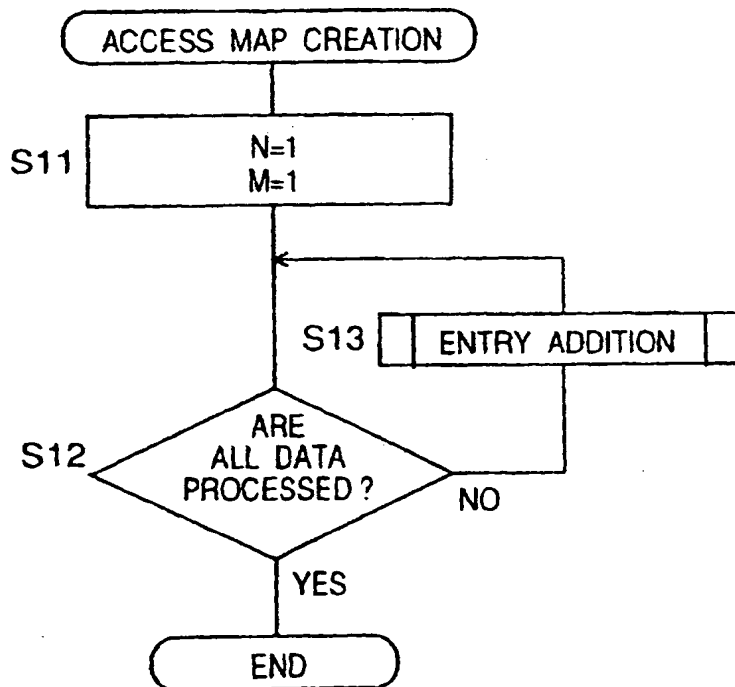 ACCESS MAP CREATION
S11
N=1
M=1
S13
ENTRY ADDITION
S12
ARE
ALL DATA
PROCESSED?
NO
YES
END